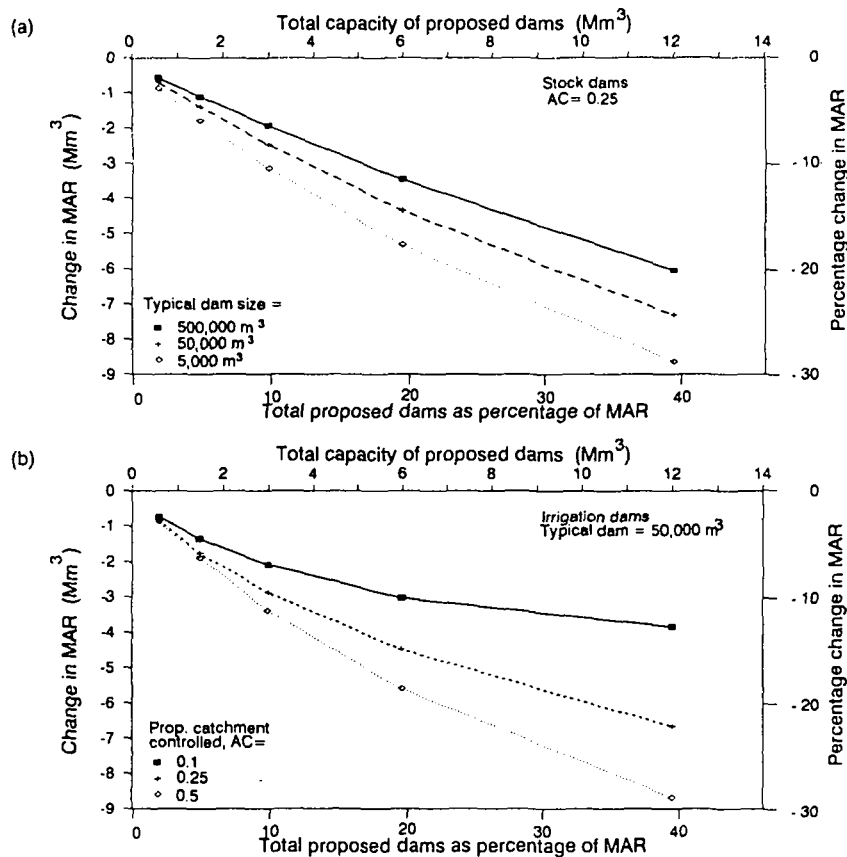 (a)
Total capacity of proposed dams (Mm³)
0 2 4 6 8 10 12 14
0
-1
-2
-3
-4
-5
-6
-7
-8
-9
Change in MAR (Mm³)
Stock dams
AC= 0.25
Typical dam size =
500,000 m³
50,000 m³
5,000 m³
0
- 10
- 20
- 30
Percentage change in MAR
0 10 20 30 40
Total proposed dams as percentage of MAR
(b)
Total capacity of proposed dams (Mm³)
0 2 4 6 8 10 12 14
0
-1
-2
-3
-4
-5
-6
-7
-8
-9
Change in MAR (Mm³)
Irrigation dams
Typical dam = 50,000 m³
Prop. catchment
controlled, AC=
0.1
0.25
0.5
0
- 10
- 20
- 30
Percentage change in MAR
0 10 20 30 40
Total proposed dams as percentage of MAR